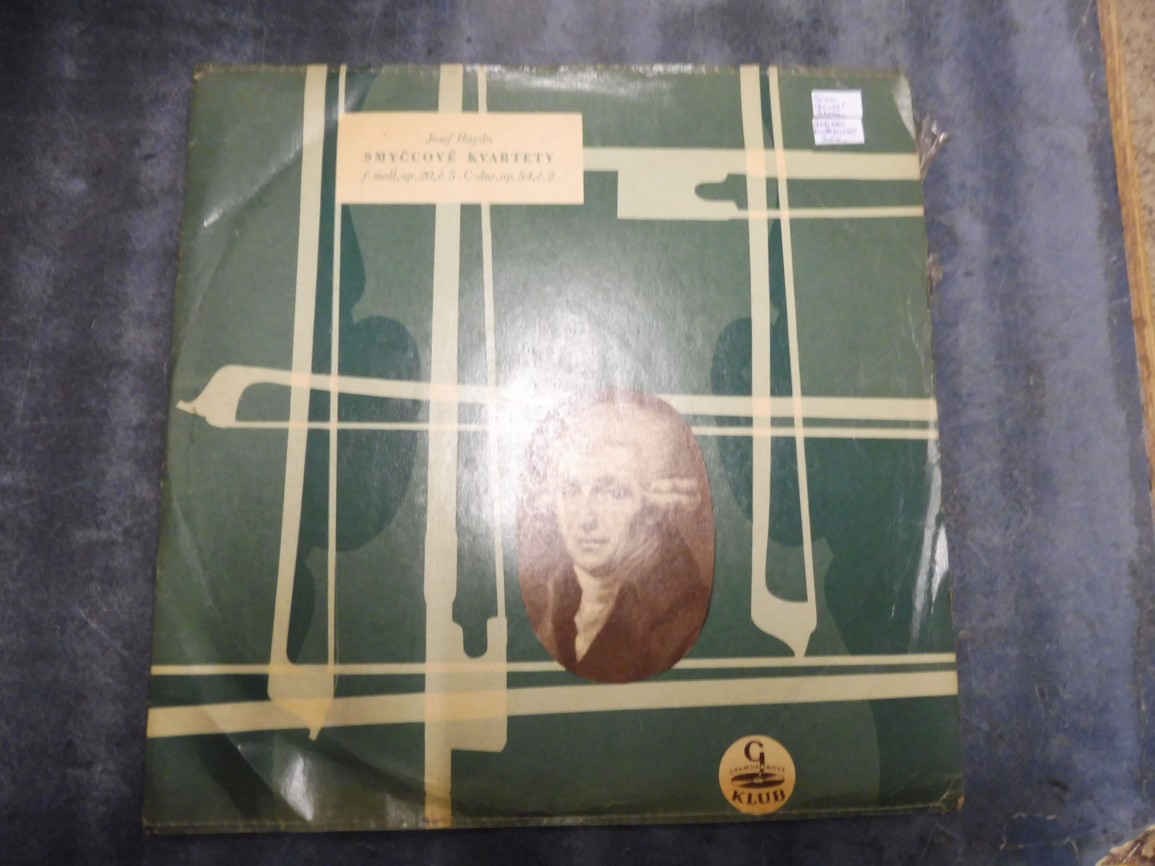 Josef Haydn
SMYČCOVÉ KVARTETY
f-moll, op. 20, č. 5 - C-dur, op. 54, č. 2
G
GRAMOFONOVÝ
KLUB